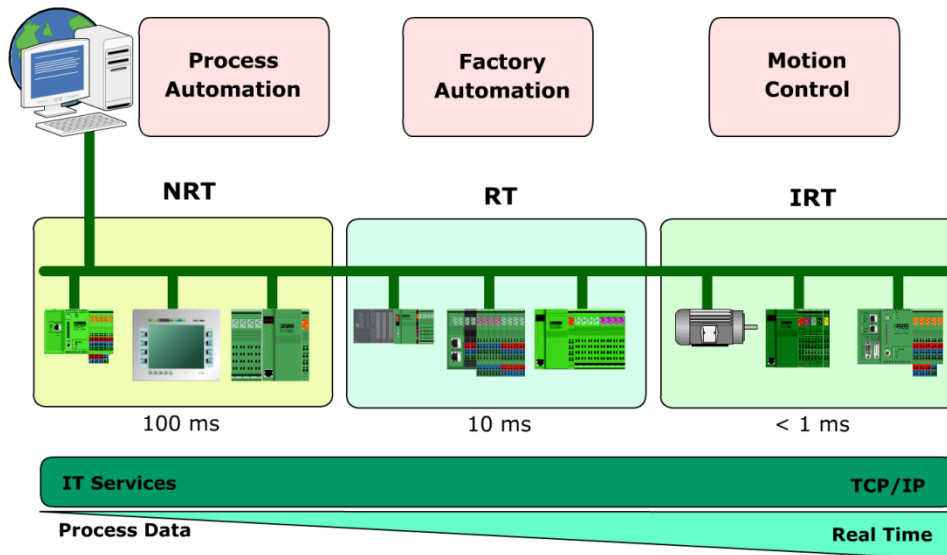 Process
Automation
Factory
Automation
Motion
Control
NRT
RT
IRT
100 ms
10 ms
< 1 ms
IT Services
TCP/IP
Process Data
Real Time